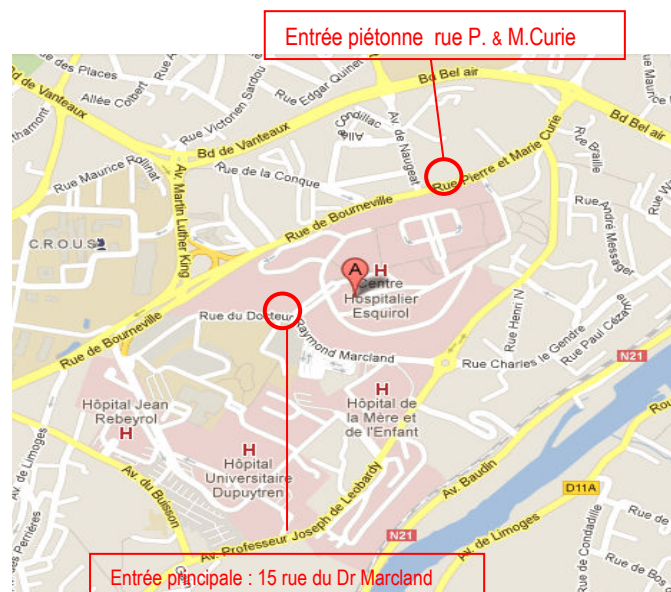 Entrée piétonne rue P. & M.Curie
Rue Edgar Quinet
Bd Bel air
Bd Bel air
Allée Colbert
Rue Victorien Sardou
Bd de Vanteaux
Av. de Naugeat
Rue Pierre et Marie Curie
Rue Maurice Rollinat
Rue de la Conque
Rue de Bourneville
Av. Martin Luther King
Rue Braille
Rue André Messager
C.R.O.U.S
A
H
Centre
Hospitalier
Esquirol
Rue du Docteur
Raymond Marcland
Rue Henri IV
Rue Charles le Gendre
Rue Paul Cézanne
N21
Rue de Bourneville
Hôpital Jean
Rebeyrol
H
H
Hôpital de
la Mère et
de l'Enfant
H
Hôpital
Universitaire
Dupuytren
Av. du Buisson
Av. de Limoges
Av. Professeur Joseph de Leobardy
Av. Baudin
N21
D11A
Av. de Limoges
Rue de Condadille
Rue de Bos
Entrée principale : 15 rue du Dr Marcland